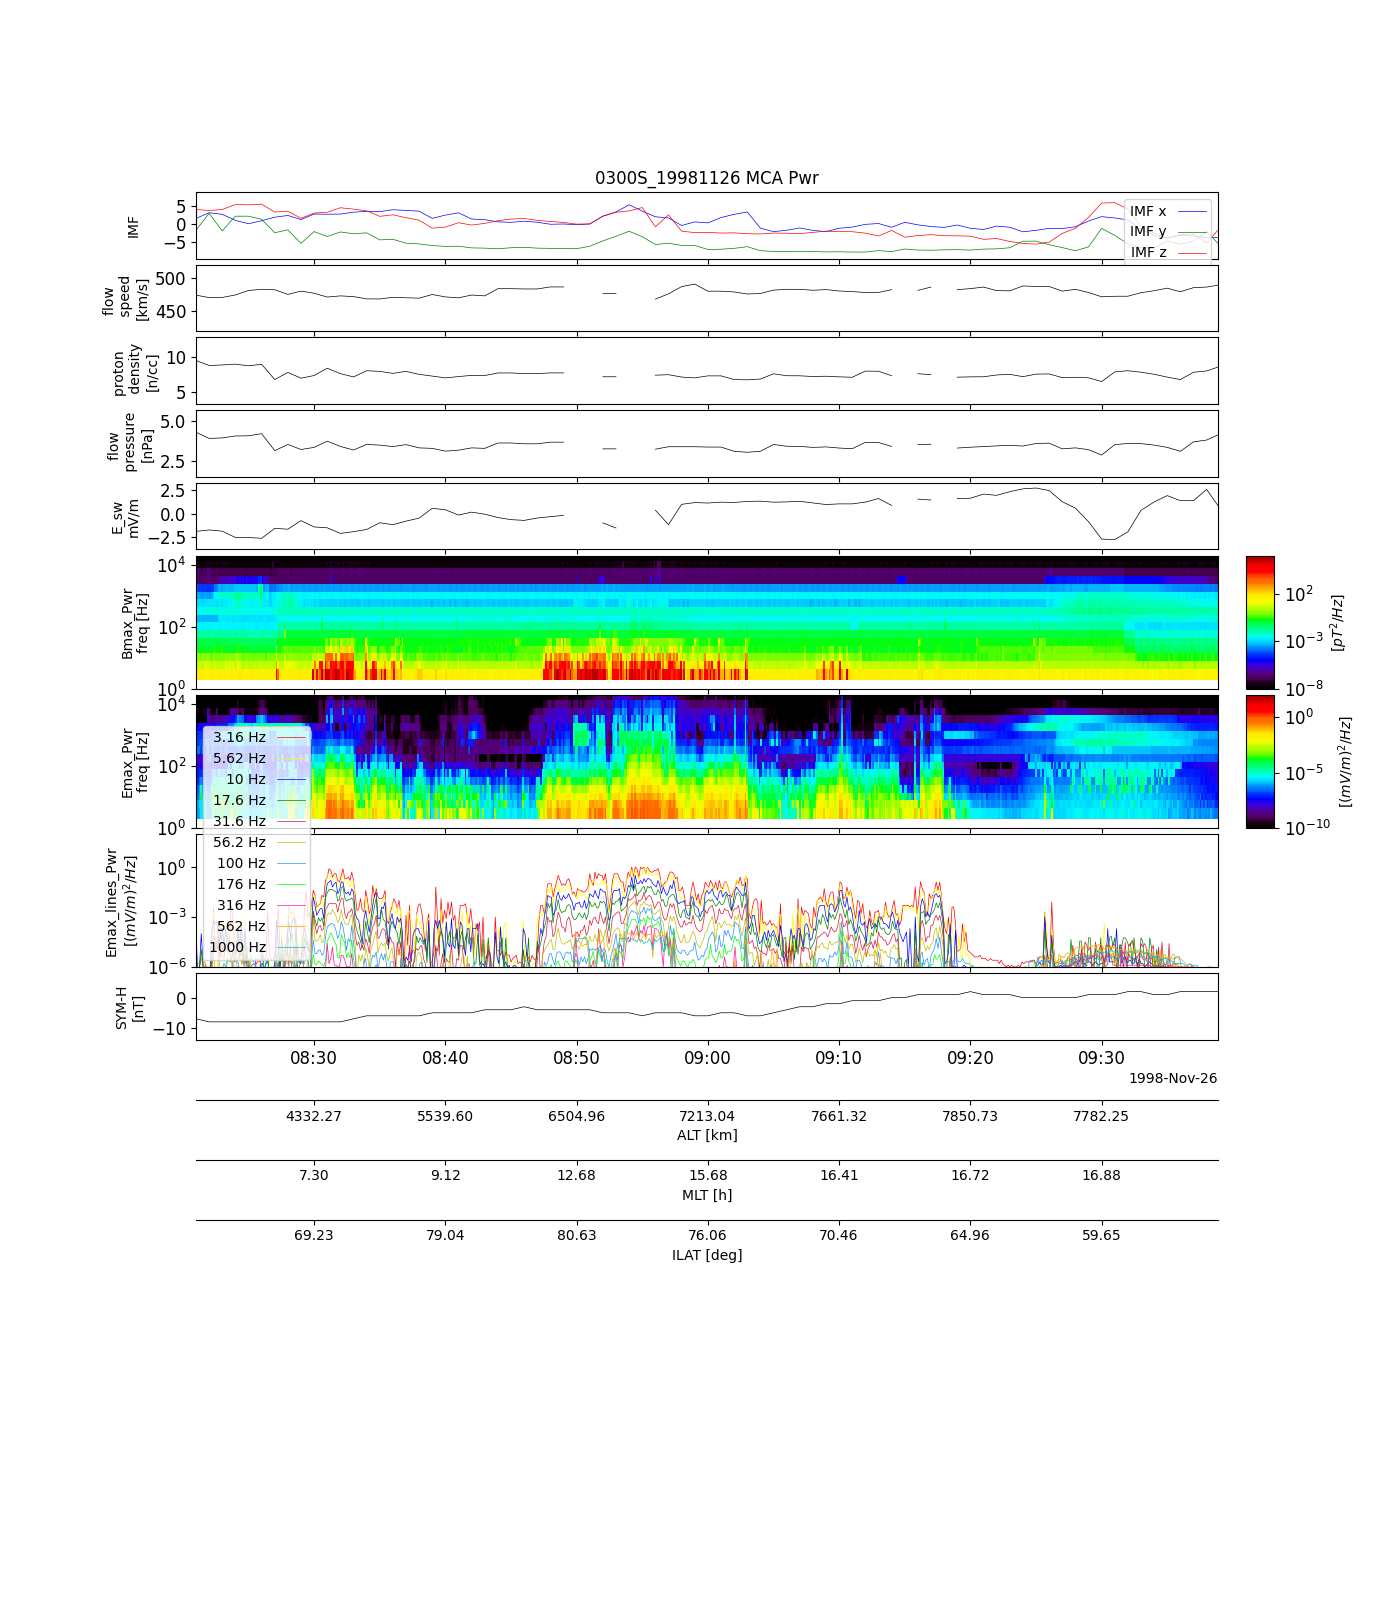 0300S_19981126 MCA Pwr
IMF
5
0
−5
IMF x
IMF y
IMF z
flow
speed
[km/s]
500
450
proton
density
[n/cc]
10
5
flow
pressure
[nPa]
5.0
2.5
E_sw
mV/m
2.5
0.0
−2.5
Bmax_Pwr
freq [Hz]
10^4
10^2
10^0
10^2
10^−3
10^−8
[pT^2/Hz]
Emax_Pwr
freq [Hz]
10^4
10^2
10^0
10^0
10^−5
10^−10
[(mV/m)^2/Hz]
3.16 Hz
5.62 Hz
10 Hz
17.6 Hz
31.6 Hz
56.2 Hz
100 Hz
176 Hz
316 Hz
562 Hz
1000 Hz
Emax_lines_Pwr
[(mV/m)^2/Hz]
10^0
10^−3
10^−6
SYM-H
[nT]
0
−10
08:30 08:40 08:50 09:00 09:10 09:20 09:30
1998-Nov-26
4332.27 5539.60 6504.96 7213.04 7661.32 7850.73 7782.25
ALT [km]
7.30 9.12 12.68 15.68 16.41 16.72 16.88
MLT [h]
69.23 79.04 80.63 76.06 70.46 64.96 59.65
ILAT [deg]